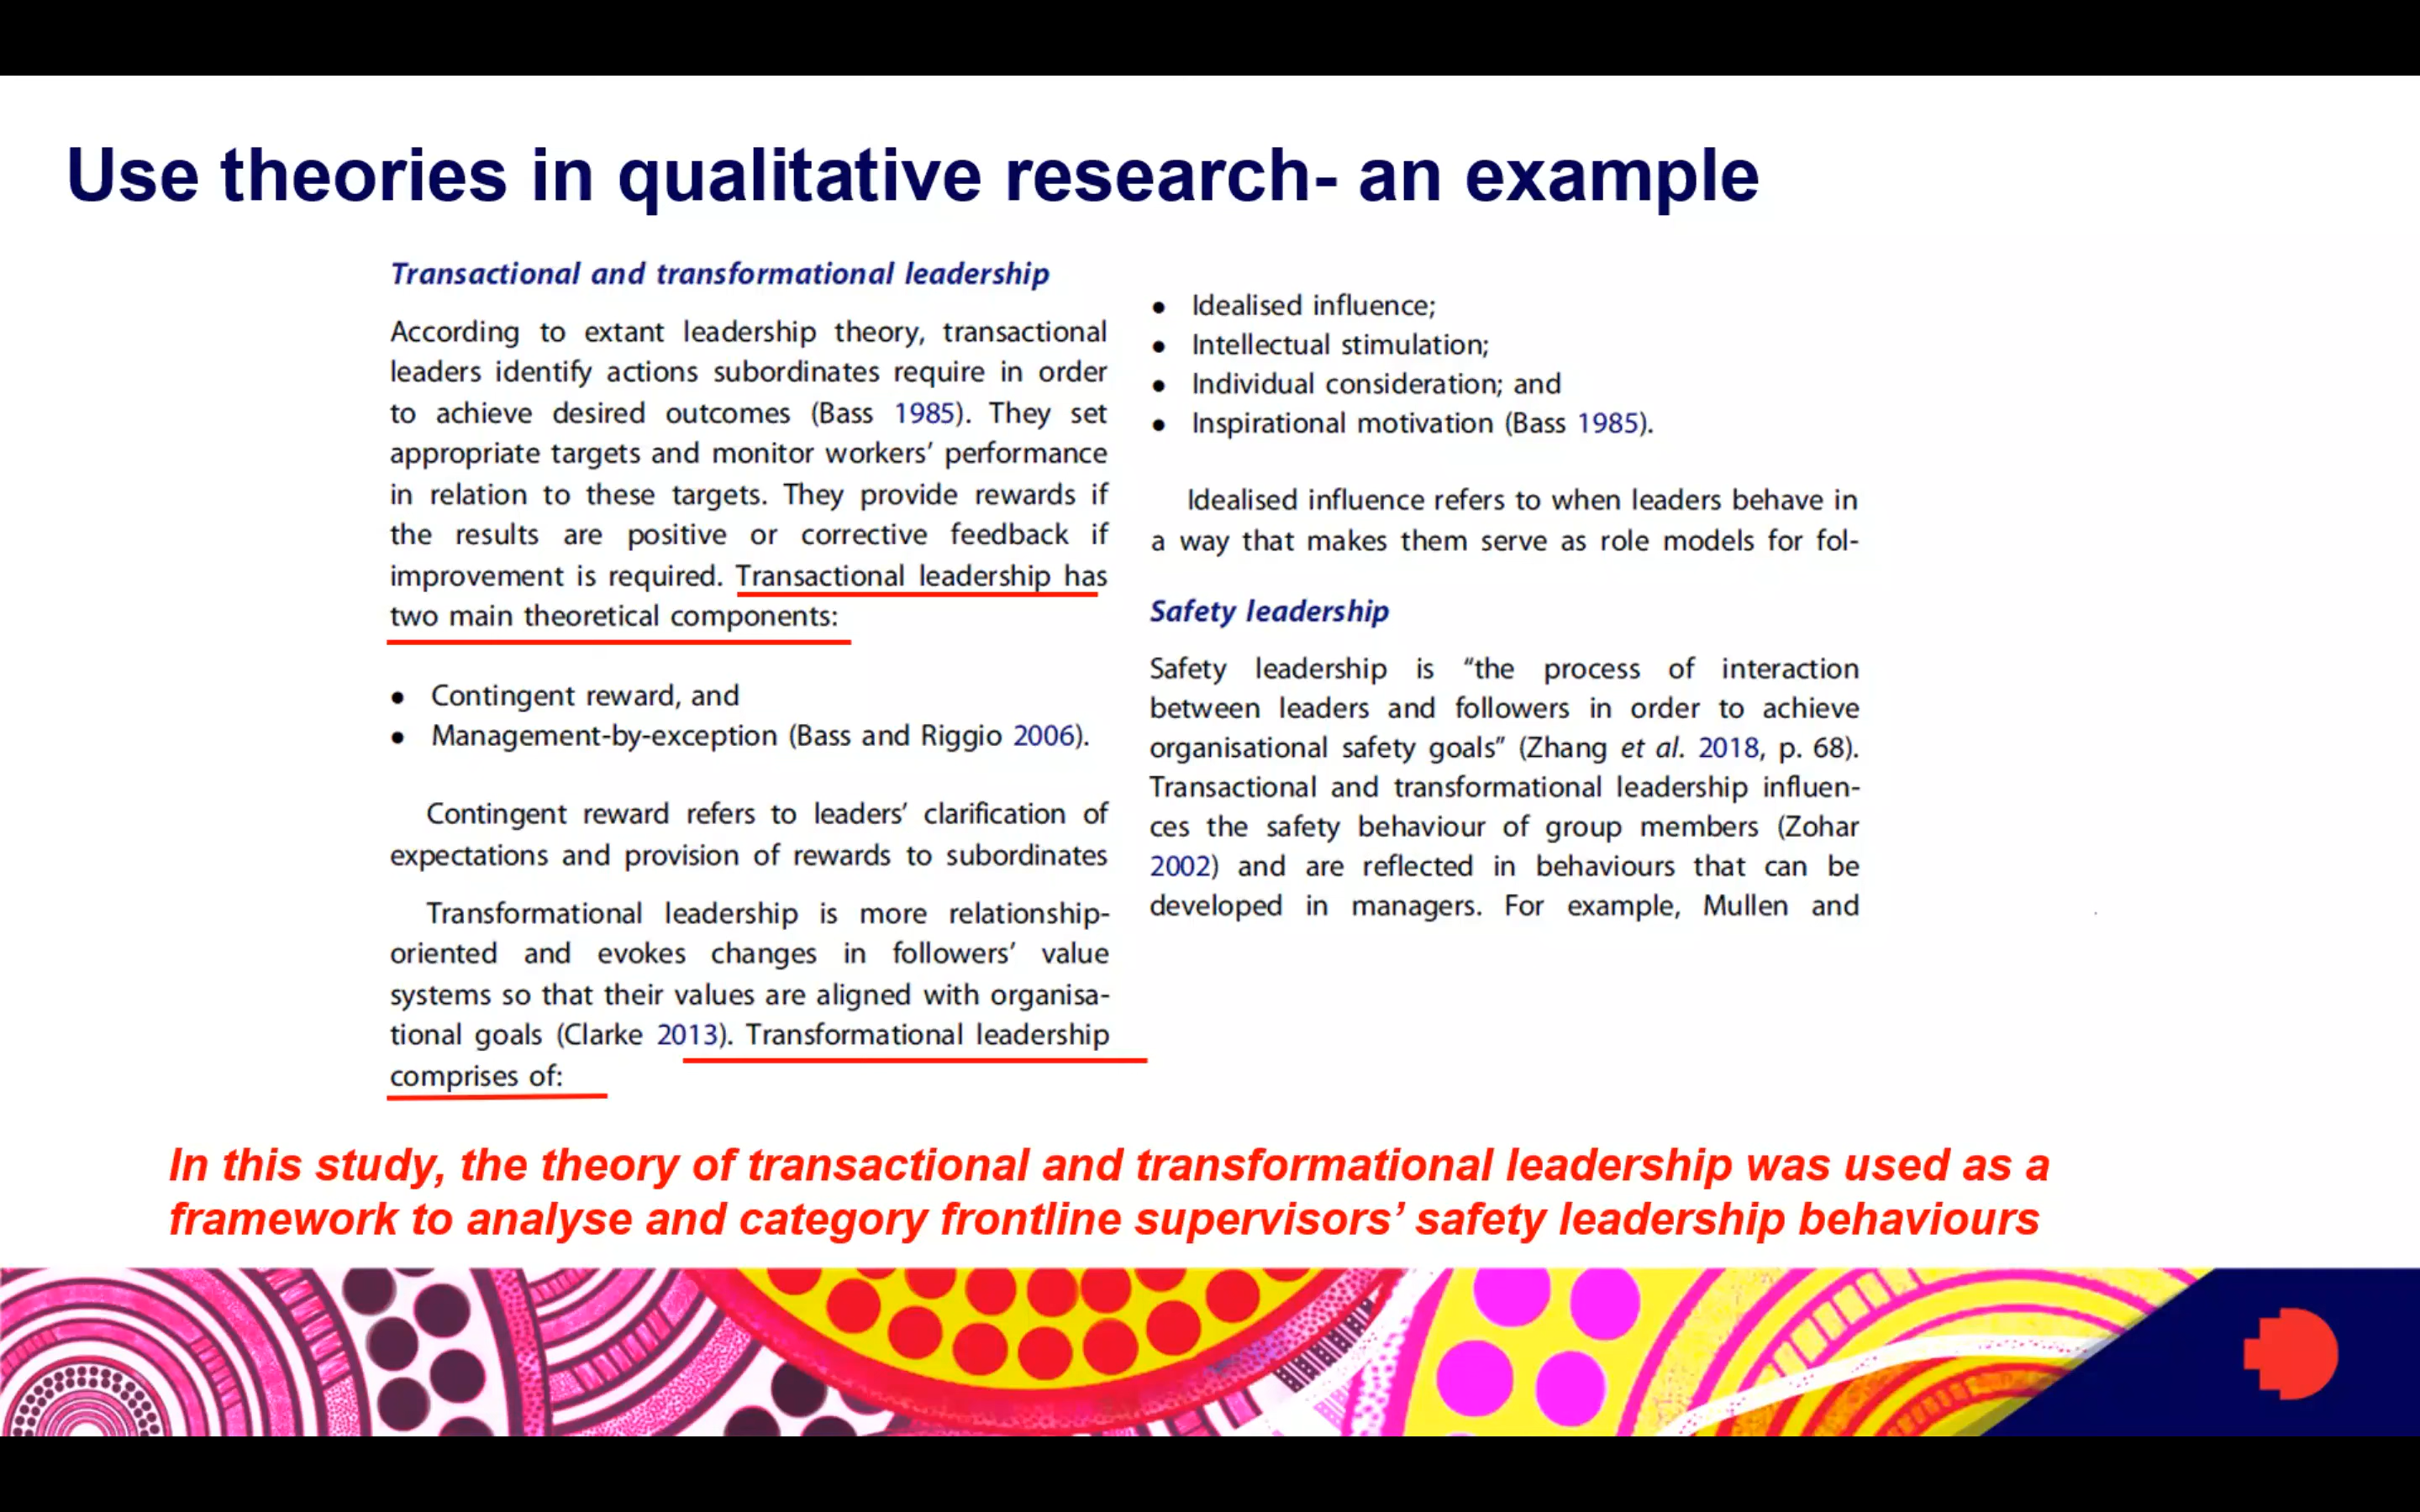 Use theories in qualitative research- an example
Transactional and transformational leadership
According to extant leadership theory, transactional
leaders identify actions subordinates require in order
to achieve desired outcomes (Bass 1985). They set
appropriate targets and monitor workers’ performance
in relation to these targets. They provide rewards if
the results are positive or corrective feedback if
improvement is required. Transactional leadership has
two main theoretical components:
• Contingent reward, and
• Management-by-exception (Bass and Riggio 2006).
Contingent reward refers to leaders’ clarification of
expectations and provision of rewards to subordinates
Transformational leadership is more relationship-
oriented and evokes changes in followers’ value
systems so that their values are aligned with organisa-
tional goals (Clarke 2013). Transformational leadership
comprises of:
• Idealised influence;
• Intellectual stimulation;
• Individual consideration; and
• Inspirational motivation (Bass 1985).
Idealised influence refers to when leaders behave in
a way that makes them serve as role models for fol-
Safety leadership
Safety leadership is “the process of interaction
between leaders and followers in order to achieve
organisational safety goals” (Zhang et al. 2018, p. 68).
Transactional and transformational leadership influen-
ces the safety behaviour of group members (Zohar
2002) and are reflected in behaviours that can be
developed in managers. For example, Mullen and
In this study, the theory of transactional and transformational leadership was used as a
framework to analyse and category frontline supervisors’ safety leadership behaviours